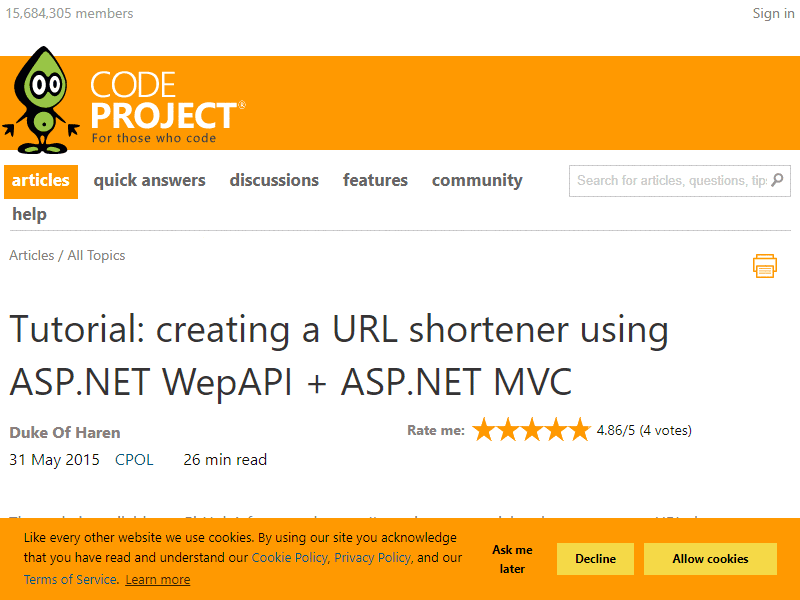 15,684,305 members
Sign in
CODE
PROJECT®
For those who code
articles quick answers discussions features community
Search for articles, questions, tips
help
Articles / All Topics
Tutorial: creating a URL shortener using
ASP.NET WepAPI + ASP.NET MVC
Duke Of Haren
Rate me: 4.86/5 (4 votes)
31 May 2015 CPOL 26 min read
Like every other website we use cookies. By using our site you acknowledge
that you have read and understand our Cookie Policy, Privacy Policy, and our
Terms of Service. Learn more
Ask me
later
Decline
Allow cookies